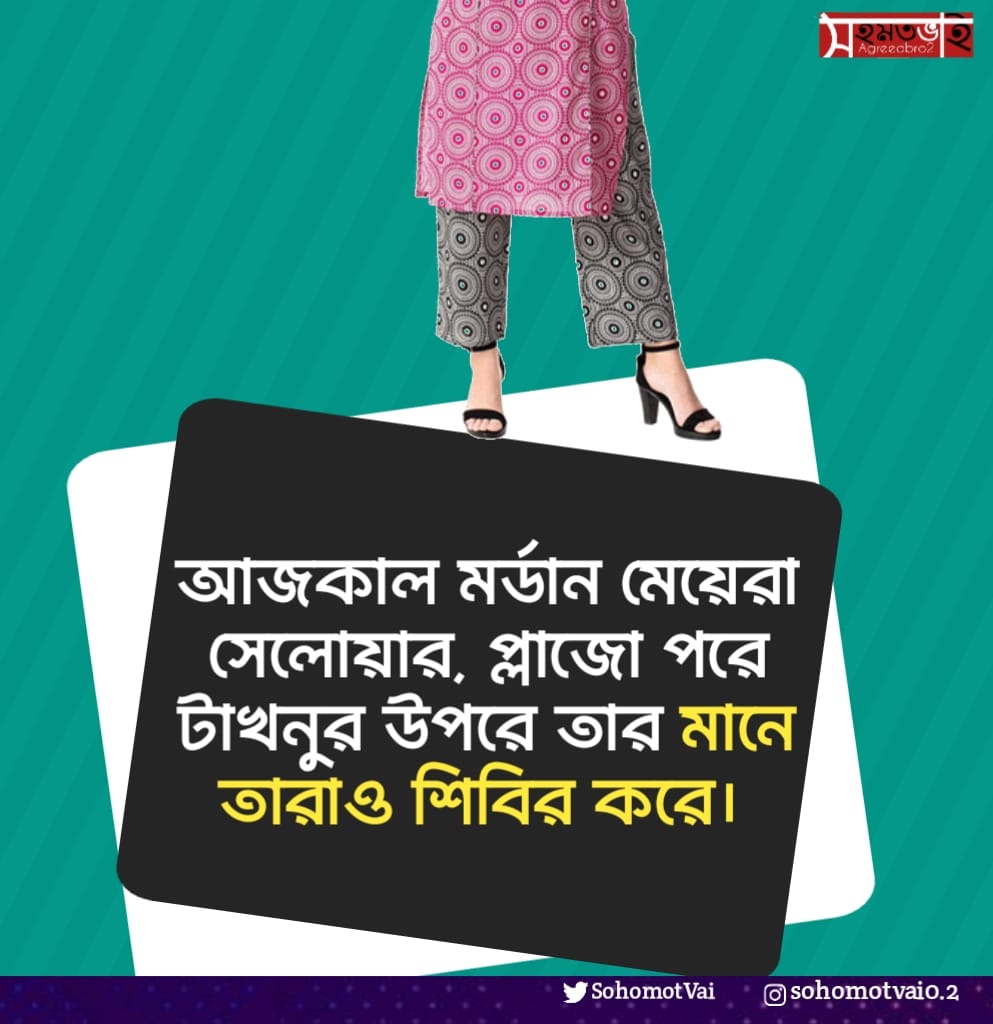 সহমতভাই
Agreeabro2
আজকাল মর্ডান মেয়েরা
সেলোয়ার, প্লাজো পরে
টাখনুর উপরে তার মানে
তারাও শিবির করে।
SohomotVai
sohomotvai0.2